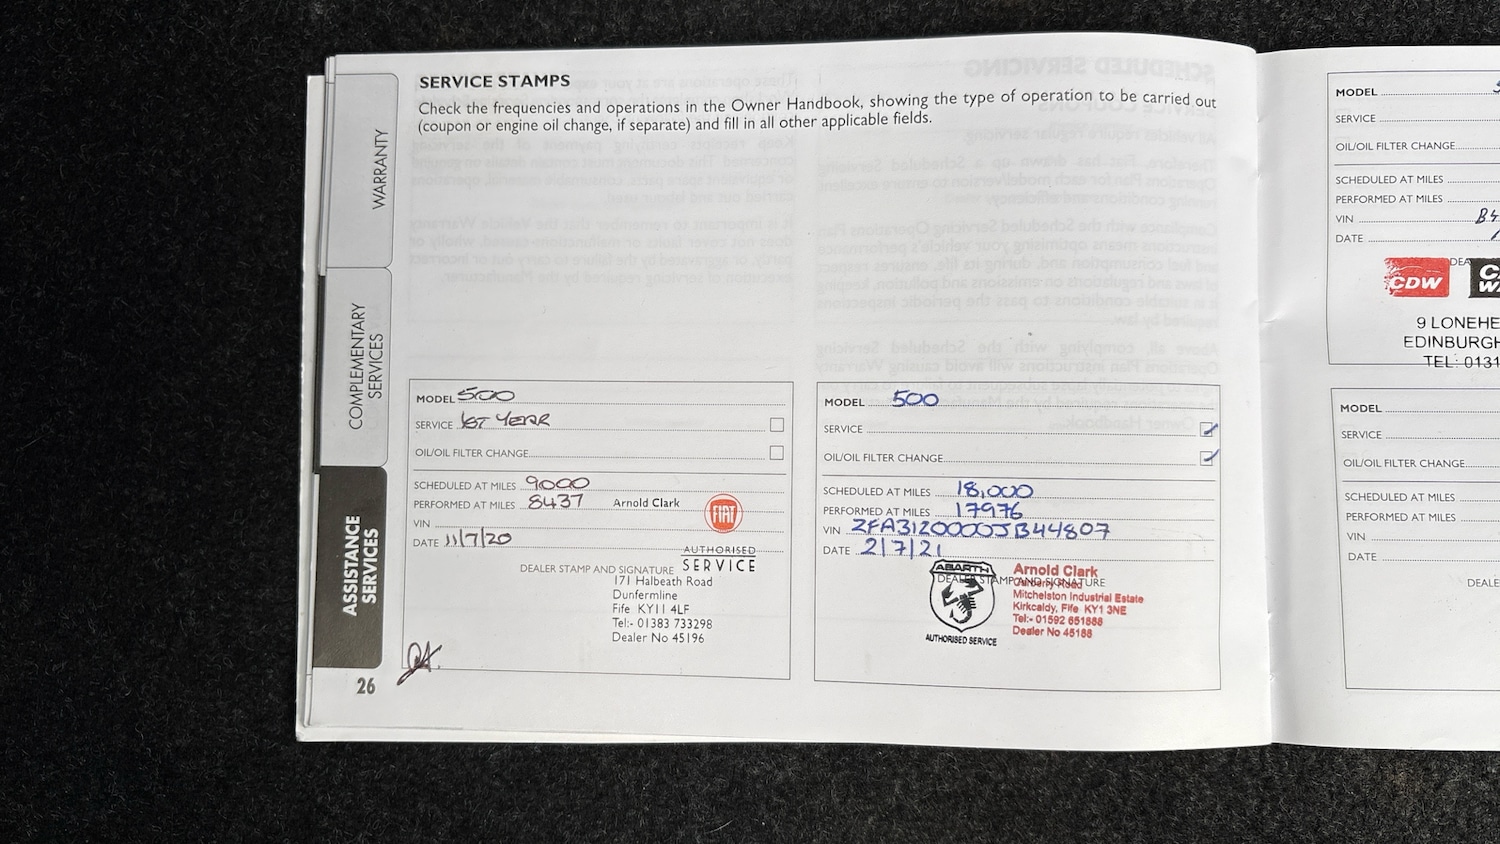 SERVICE STAMPS
Check the frequencies and operations in the Owner Handbook, showing the type of operation to be carried out
(coupon or engine oil change, if separate) and fill in all other applicable fields.
WARRANTY
COMPLEMENTARY
SERVICES
ASSISTANCE
SERVICES
26
MODEL 500
SERVICE 1ST YEAR
OIL/OIL FILTER CHANGE
SCHEDULED AT MILES 9000
PERFORMED AT MILES 8437
VIN
DATE 11/7/20
Arnold Clark
FIAT
AUTHORISED
SERVICE
DEALER STAMP AND SIGNATURE
171 Halbeath Road
Dunfermline
Fife KY11 4LF
Tel:- 01383 733298
Dealer No 45196
MODEL 500
SERVICE
OIL/OIL FILTER CHANGE
SCHEDULED AT MILES 18,000
PERFORMED AT MILES 17976
VIN ZFA3120000JB44807
DATE 2/7/21
DEALER STAMP AND SIGNATURE
ABARTH
AUTHORISED SERVICE
Arnold Clark
Mitchelston Industrial Estate
Kirkcaldy, Fife KY1 3NE
Tel:- 01592 651888
Dealer No 45188
MODEL
SERVICE
OIL/OIL FILTER CHANGE
SCHEDULED AT MILES
PERFORMED AT MILES
VIN B4
DATE
DEA
CDW
9 LONEHE
EDINBURGH
TEL: 0131
MODEL
SERVICE
OIL/OIL FILTER CHANGE
SCHEDULED AT MILES
PERFORMED AT MILES
VIN
DATE
DEALE